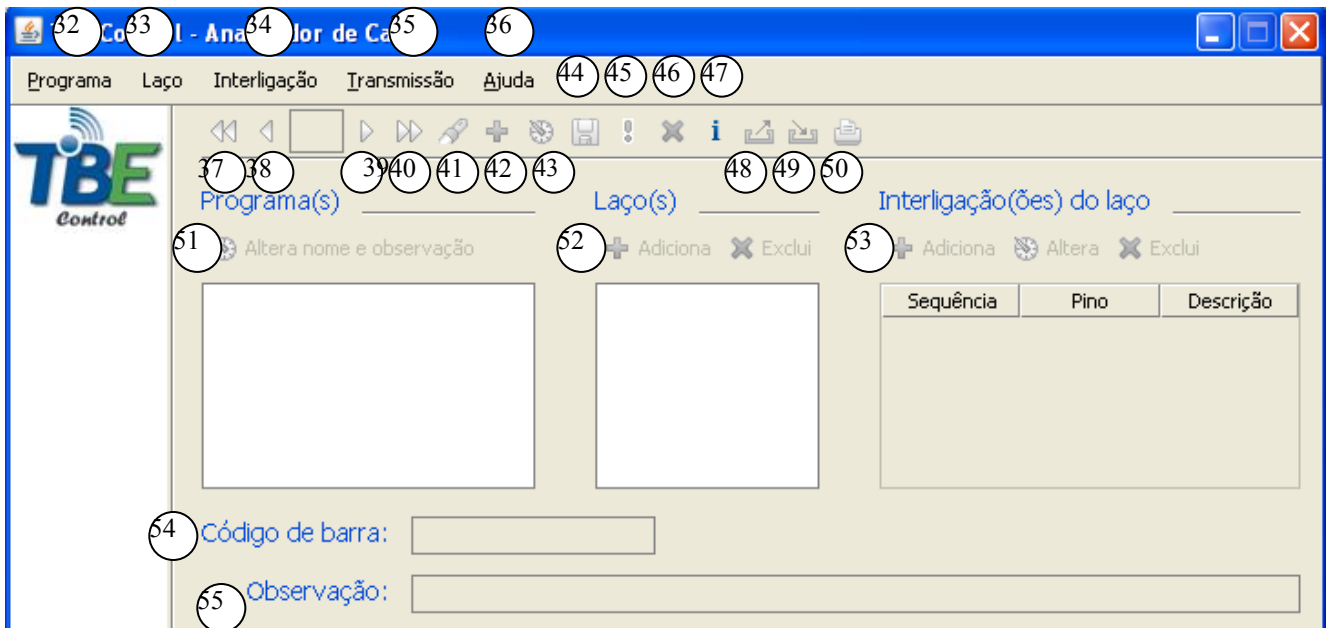 32 33 34 35 36
Co l - Ana dor de Ca
Programa Laço Interligação Transmissão Ajuda 44 45 46 47
TBE
Control
i
37 38 39 40 41 42 43 48 49 50
Programa(s) Laço(s) Interligação(ões) do laço
51 Altera nome e observação 52 Adiciona Exclui 53 Adiciona Altera Exclui
Sequência Pino Descrição
54 Código de barra:
55 Observação: